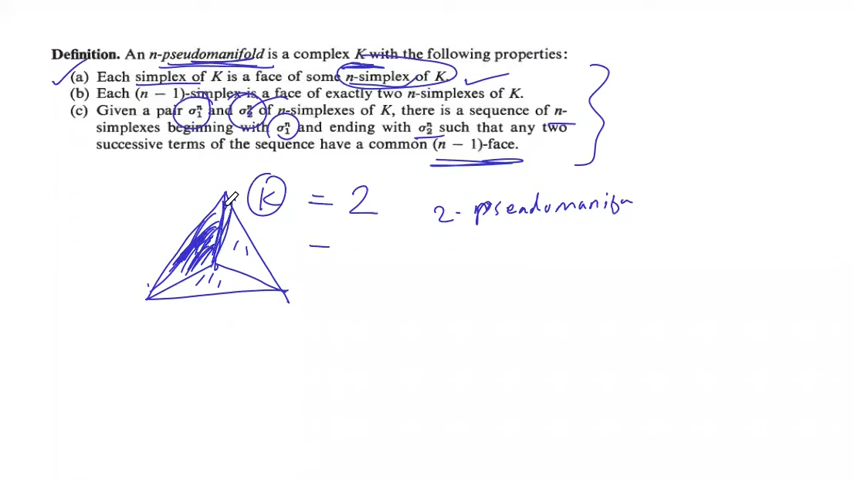 Definition. An n-pseudomanifold is a complex K with the following properties:
(a) Each simplex of K is a face of some n-simplex of K.
(b) Each (n − 1)-simplex is a face of exactly two n-simplexes of K.
(c) Given a pair σ₁ⁿ and σ₂ⁿ of n-simplexes of K, there is a sequence of n-
simplexes beginning with σ₁ⁿ and ending with σ₂ⁿ such that any two
successive terms of the sequence have a common (n − 1)-face.
K = 2 2-pseudomanifo
=